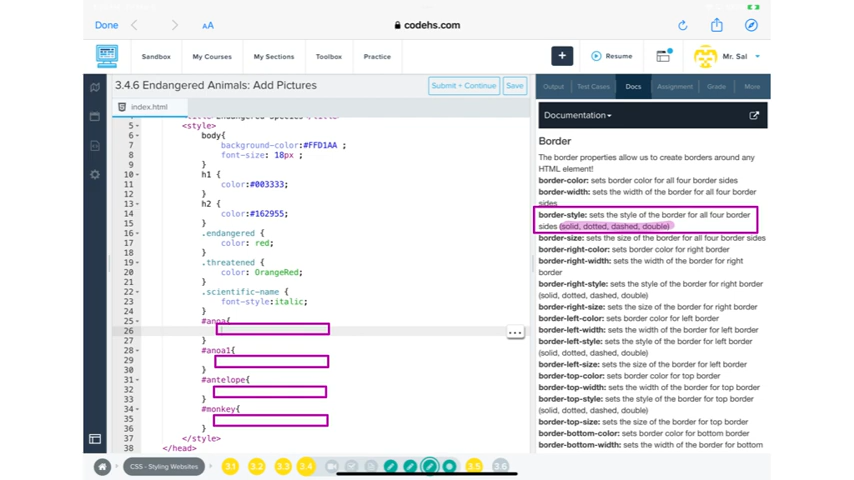 Done
AA
codehs.com
Sandbox
My Courses
My Sections
Toolbox
Practice
+
Resume
Mr. Sal
3.4.6 Endangered Animals: Add Pictures
Submit + Continue
Save
Output
Test Cases
Docs
Assignment
Grade
More
index.html
5 <style>
6 body{
7 background-color:#FFD1AA ;
8 font-size: 18px ;
9 }
10 h1 {
11 color:#003333;
12 }
13 h2 {
14 color:#162955;
15 }
16 .endangered {
17 color: red;
18 }
19 .threatened {
20 color: OrangeRed;
21 }
22 .scientific-name {
23 font-style:italic;
24 }
25 #anoa{
26
27 }
28 #anoa1{
29
30 }
31 #antelope{
32
33 }
34 #monkey{
35
36 }
37 </style>
38 </head>
...
Documentation
Border
The border properties allow us to create borders around any
HTML element!
border-color: sets border color for all four border sides
border-width: sets the width of the border for all four border
sides
border-style: sets the style of the border for all four border
sides (solid, dotted, dashed, double)
border-size: sets the size of the border for all four border sides
border-right-color: sets border color for right border
border-right-width: sets the width of the border for right
border
border-right-style: sets the style of the border for right border
(solid, dotted, dashed, double)
border-right-size: sets the size of the border for right border
border-left-color: sets border color for left border
border-left-width: sets the width of the border for left border
border-left-style: sets the style of the border for left border
(solid, dotted, dashed, double)
border-left-size: sets the size of the border for left border
border-top-color: sets border color for top border
border-top-width: sets the width of the border for top border
border-top-style: sets the style of the border for top border
(solid, dotted, dashed, double)
border-top-size: sets the size of the border for top border
border-bottom-color: sets border color for bottom border
border-bottom-width: sets the width of the border for bottom
CSS - Styling Websites
3.1
3.2
3.3
3.4
3.5
3.6